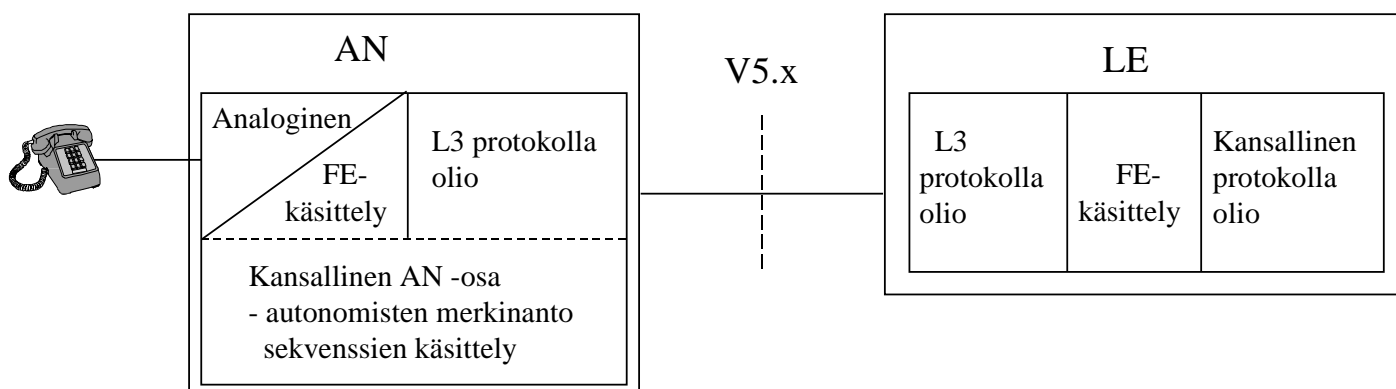 AN
Analoginen
FE-
käsittely
L3 protokolla
olio
Kansallinen AN -osa
- autonomisten merkinanto
sekvenssien käsittely
V5.x
LE
L3
protokolla
olio
FE-
käsittely
Kansallinen
protokolla
olio